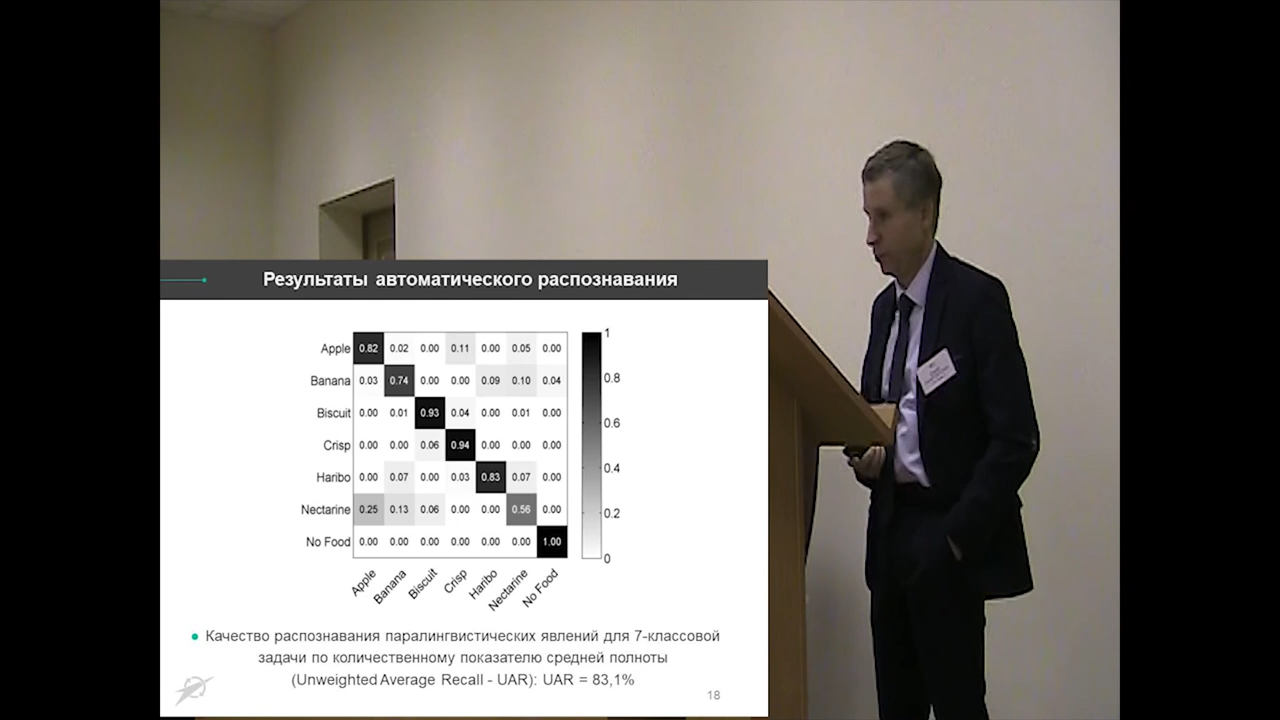 Результаты автоматического распознавания
Apple 0.82 0.02 0.00 0.11 0.00 0.05 0.00
Banana 0.03 0.74 0.00 0.00 0.09 0.10 0.04
Biscuit 0.00 0.01 0.93 0.04 0.00 0.01 0.00
Crisp 0.00 0.00 0.06 0.94 0.00 0.00 0.00
Haribo 0.00 0.07 0.00 0.03 0.83 0.07 0.00
Nectarine 0.25 0.13 0.06 0.00 0.00 0.56 0.00
No Food 0.00 0.00 0.00 0.00 0.00 0.00 1.00
Apple Banana Biscuit Crisp Haribo Nectarine No Food
1
0.8
0.6
0.4
0.2
0
• Качество распознавания паралингвистических явлений для 7-классовой
задачи по количественному показателю средней полноты
(Unweighted Average Recall - UAR): UAR = 83,1%
18